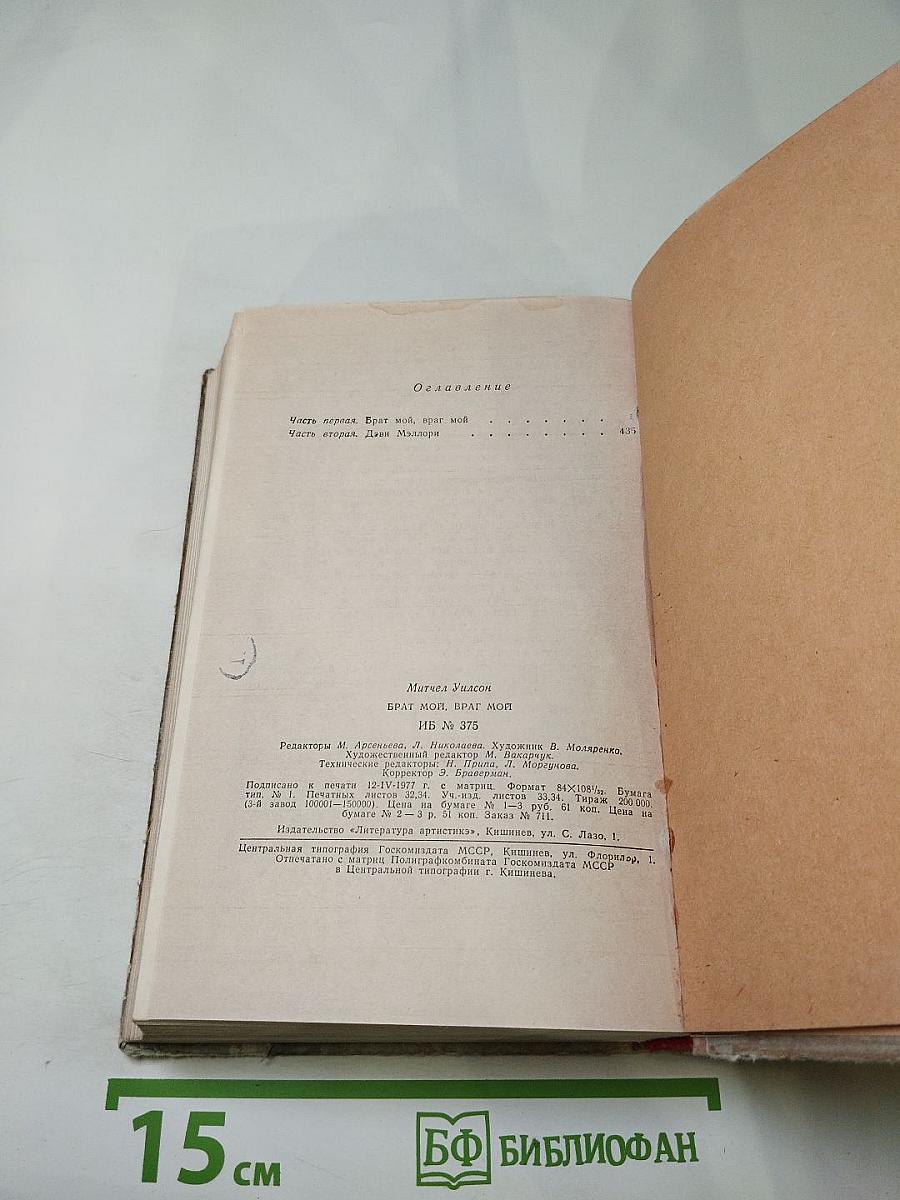 Оглавление
Часть первая. Брат мой, враг мой . . . . . . .
Часть вторая. Дэви Мэллори . . . . . . . . 435
Митчел Уилсон
БРАТ МОЙ, ВРАГ МОЙ
ИБ № 375
Редакторы М. Арсеньева, Л. Николаева. Художник В. Моляренко.
Художественный редактор М. Вакарчук.
Технические редакторы: Н. Припа, Л. Моргунова.
Корректор Э. Браверман.
Подписано к печати 12-IV-1977 г. с матриц. Формат 84×108¹/₃₂. Бумага
тип. № 1. Печатных листов 32,34. Уч.-изд. листов 33,34. Тираж 200 000.
(3-й завод 100001—150000). Цена на бумаге № 1—3 руб. 61 коп. Цена на
бумаге № 2 — 3 р. 51 коп. Заказ № 711.
Издательство «Литература артистикэ», Кишинев, ул. С. Лазо, 1.
Центральная типография Госкомиздата МССР, Кишинев, ул. Флорилор, 1.
Отпечатано с матриц Полиграфкомбината Госкомиздата МССР
в Центральной типографии г. Кишинева.
15 см
БФ БИБЛИОФАН